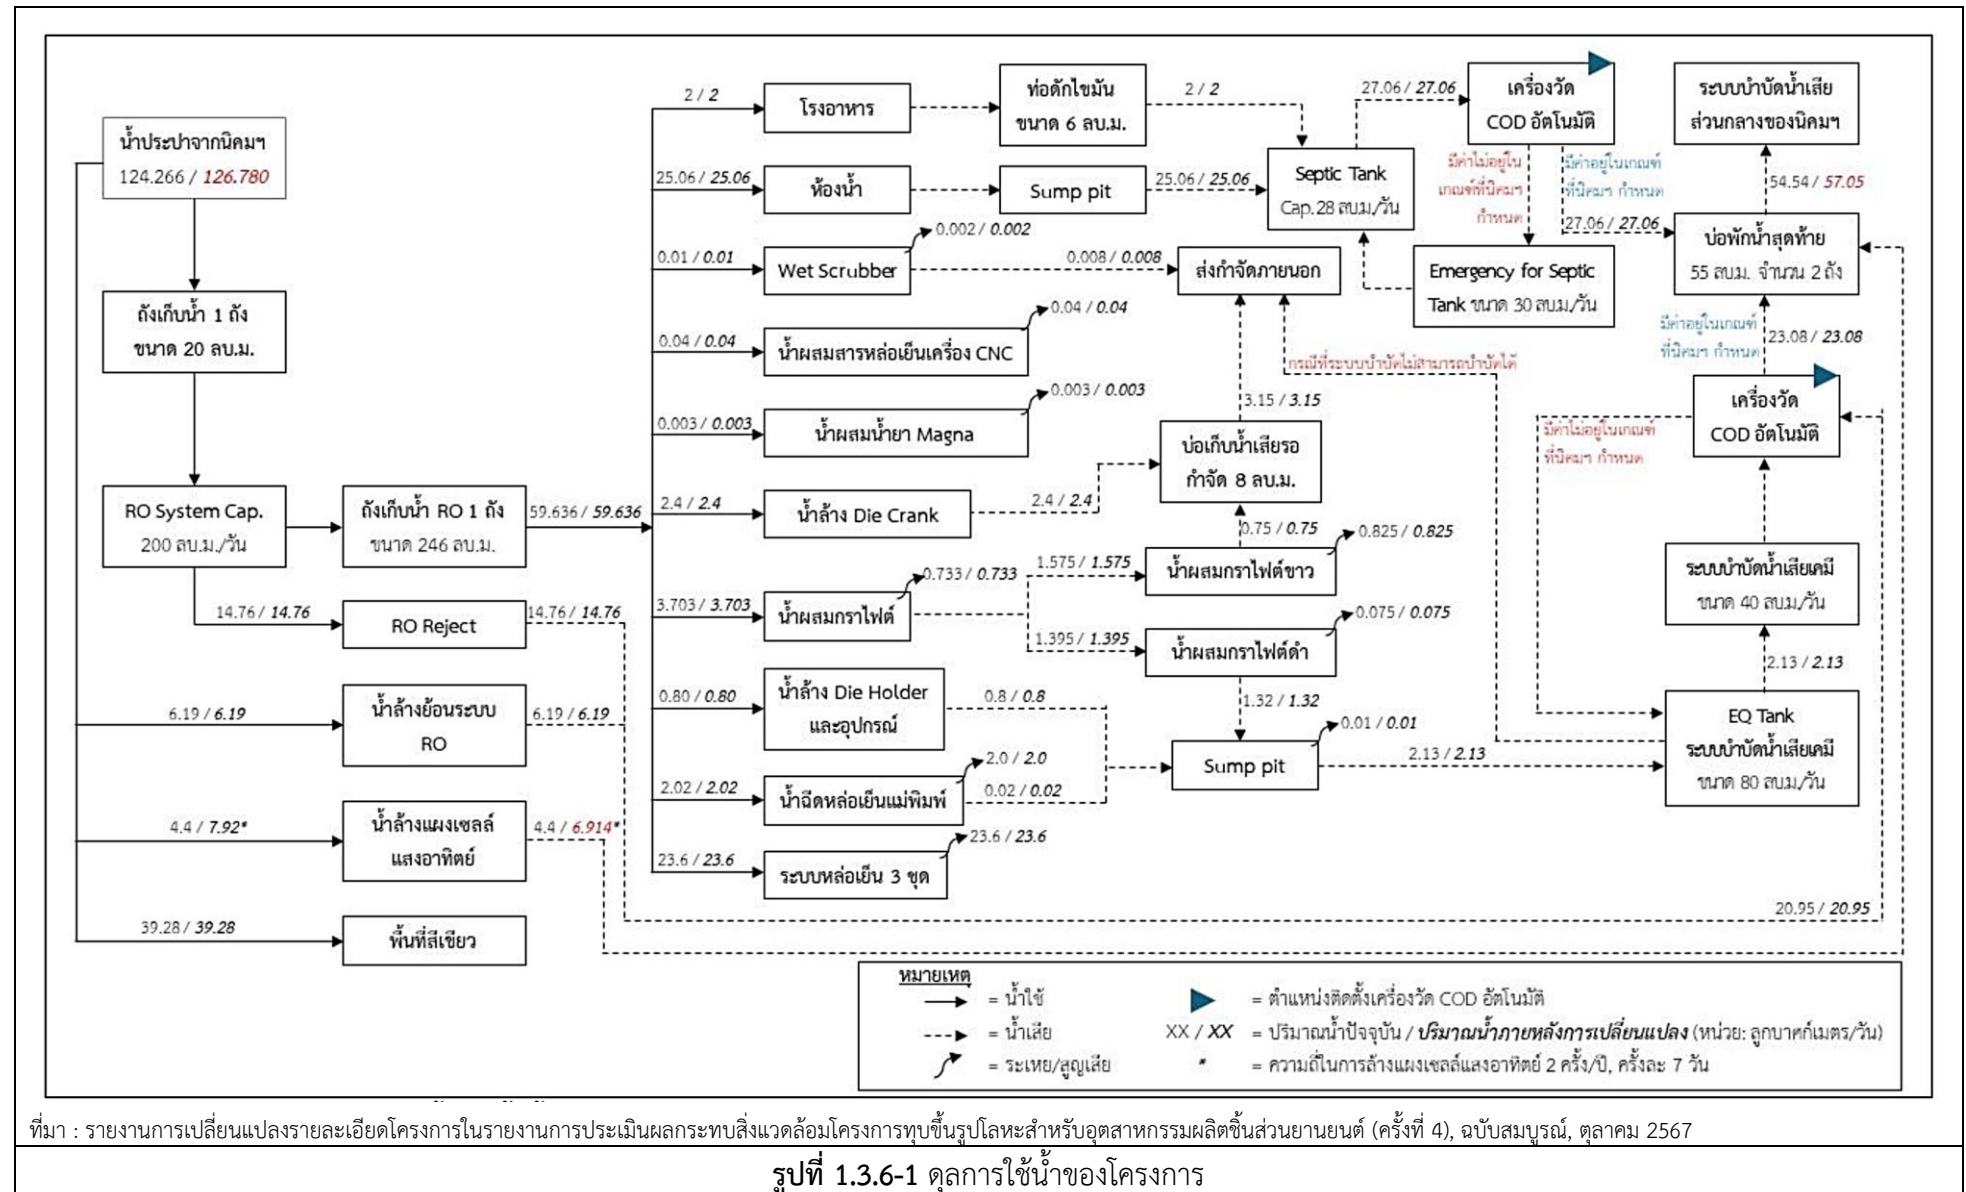 น้ำประปาจากนิคมฯ
124.266 / 126.780
ถังเก็บน้ำ 1 ถัง
ขนาด 20 ลบ.ม.
RO System Cap.
200 ลบ.ม./วัน
ถังเก็บน้ำ RO 1 ถัง
ขนาด 246 ลบ.ม.
59.636 / 59.636
14.76 / 14.76
RO Reject
14.76 / 14.76
6.19 / 6.19
น้ำล้างย้อนระบบ
RO
6.19 / 6.19
4.4 / 7.92*
น้ำล้างแผงเซลล์
แสงอาทิตย์
4.4 / 6.914*
39.28 / 39.28
พื้นที่สีเขียว
2 / 2
โรงอาหาร
ท่อดักไขมัน
ขนาด 6 ลบ.ม.
2 / 2
25.06 / 25.06
ห้องน้ำ
Sump pit
25.06 / 25.06
Septic Tank
Cap. 28 ลบ.ม./วัน
27.06 / 27.06
เครื่องวัด
COD อัตโนมัติ
มีค่าไม่อยู่ใน
เกณฑ์ที่นิคมฯ
กำหนด
มีค่าอยู่ในเกณฑ์
ที่นิคมฯ กำหนด
27.06 / 27.06
Emergency for Septic
Tank ขนาด 30 ลบ.ม./วัน
ระบบบำบัดน้ำเสีย
ส่วนกลางของนิคมฯ
54.54 / 57.05
บ่อพักน้ำสุดท้าย
55 ลบ.ม. จำนวน 2 ถัง
มีค่าอยู่ในเกณฑ์
ที่นิคมฯ กำหนด
23.08 / 23.08
เครื่องวัด
COD อัตโนมัติ
มีค่าไม่อยู่ในเกณฑ์
ที่นิคมฯ กำหนด
ระบบบำบัดน้ำเสียเคมี
ขนาด 40 ลบ.ม./วัน
2.13 / 2.13
EQ Tank
ระบบบำบัดน้ำเสียเคมี
ขนาด 80 ลบ.ม./วัน
0.01 / 0.01
Wet Scrubber
0.002 / 0.002
0.008 / 0.008
ส่งกำจัดภายนอก
กรณีที่ระบบบำบัดไม่สามารถบำบัดได้
0.04 / 0.04
น้ำผสมสารหล่อเย็นเครื่อง CNC
0.04 / 0.04
0.003 / 0.003
น้ำผสมน้ำยา Magna
0.003 / 0.003
3.15 / 3.15
บ่อเก็บน้ำเสียรอ
กำจัด 8 ลบ.ม.
2.4 / 2.4
น้ำล้าง Die Crank
2.4 / 2.4
0.75 / 0.75
3.703 / 3.703
น้ำผสมกราไฟต์
0.733 / 0.733
1.575 / 1.575
น้ำผสมกราไฟต์ขาว
0.825 / 0.825
1.395 / 1.395
น้ำผสมกราไฟต์ดำ
0.075 / 0.075
1.32 / 1.32
0.80 / 0.80
น้ำล้าง Die Holder
และอุปกรณ์
0.8 / 0.8
Sump pit
0.01 / 0.01
2.13 / 2.13
2.02 / 2.02
น้ำฉีดหล่อเย็นแม่พิมพ์
2.0 / 2.0
0.02 / 0.02
23.6 / 23.6
ระบบหล่อเย็น 3 ชุด
23.6 / 23.6
20.95 / 20.95
หมายเหตุ
= น้ำใช้
= น้ำเสีย
= ระเหย/สูญเสีย
= ตำแหน่งติดตั้งเครื่องวัด COD อัตโนมัติ
XX / XX = ปริมาณน้ำปัจจุบัน / ปริมาณน้ำภายหลังการเปลี่ยนแปลง (หน่วย: ลูกบาศก์เมตร/วัน)
* = ความถี่ในการล้างแผงเซลล์แสงอาทิตย์ 2 ครั้ง/ปี, ครั้งละ 7 วัน
ที่มา : รายงานการเปลี่ยนแปลงรายละเอียดโครงการในรายงานการประเมินผลกระทบสิ่งแวดล้อมโครงการทุบขึ้นรูปโลหะสำหรับอุตสาหกรรมผลิตชิ้นส่วนยานยนต์ (ครั้งที่ 4), ฉบับสมบูรณ์, ตุลาคม 2567
รูปที่ 1.3.6-1 ดุลการใช้น้ำของโครงการ